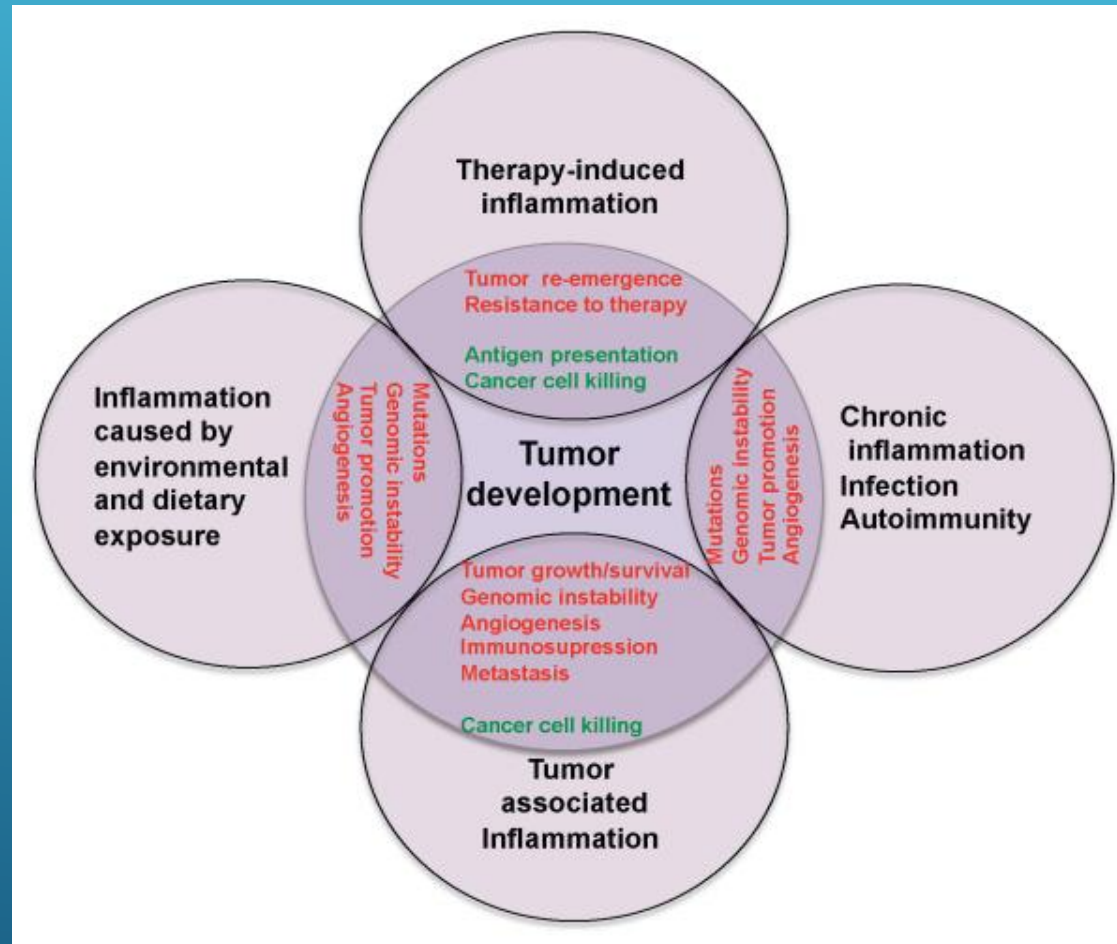 Therapy-induced
inflammation
Tumor re-emergence
Resistance to therapy
Antigen presentation
Cancer cell killing
Inflammation
caused by
environmental
and dietary
exposure
Mutations
Genomic instability
Tumor promotion
Angiogenesis
Tumor
development
Mutations
Genomic instability
Tumor promotion
Angiogenesis
Chronic
inflammation
Infection
Autoimmunity
Tumor growth/survival
Genomic instability
Angiogenesis
Immunosupression
Metastasis
Cancer cell killing
Tumor
associated
Inflammation